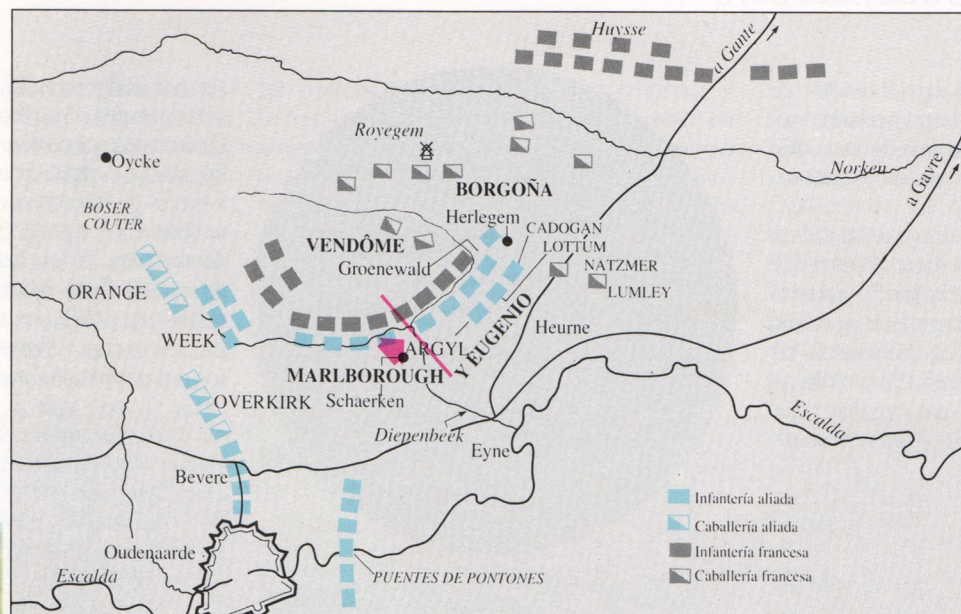 Huysse
a Gante
Royegem
Oycke
Norken
a Gavre
BORGOÑA
BOSER
COUTER
Herlegem
CADOGAN
LOTTUM
VENDÔME
Groenewald
NATZMER
LUMLEY
ORANGE
WEEK
ARGYL
Y EUGENIO
Heurne
MARLBOROUGH
OVERKIRK
Schaerken
Escalda
Diepenbeek
Eyne
Bevere
Infantería aliada
Caballería aliada
Oudenaarde
Infantería francesa
Escalda
PUENTES DE PONTONES
Caballería francesa